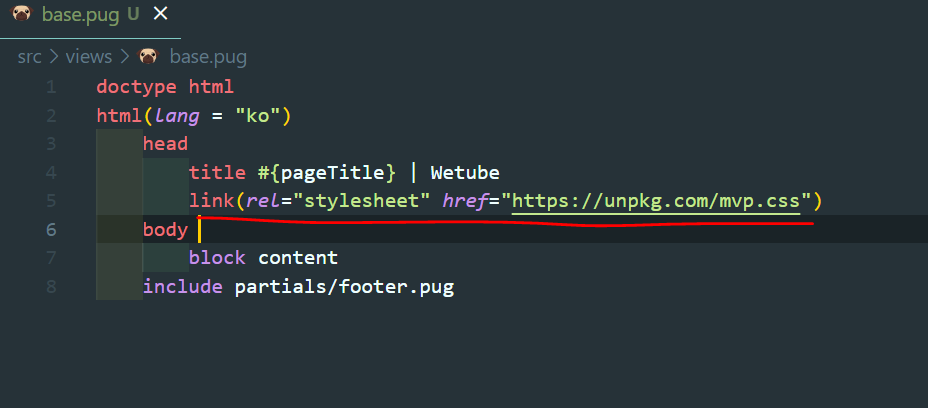 base.pug U ×
src > views > base.pug
1 doctype html
2 html(lang = "ko")
3 head
4 title #{pageTitle} | Wetube
5 link(rel="stylesheet" href="https://unpkg.com/mvp.css")
6 body
7 block content
8 include partials/footer.pug